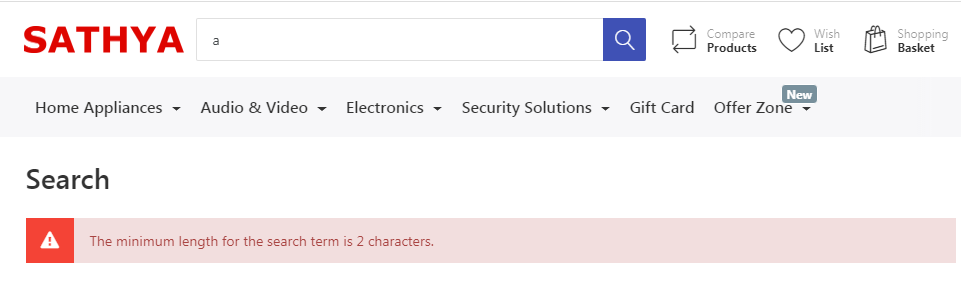 SATHYA
a
Compare
Products
Wish
List
Shopping
Basket
Home Appliances
Audio & Video
Electronics
Security Solutions
Gift Card
Offer Zone
New
Search
The minimum length for the search term is 2 characters.